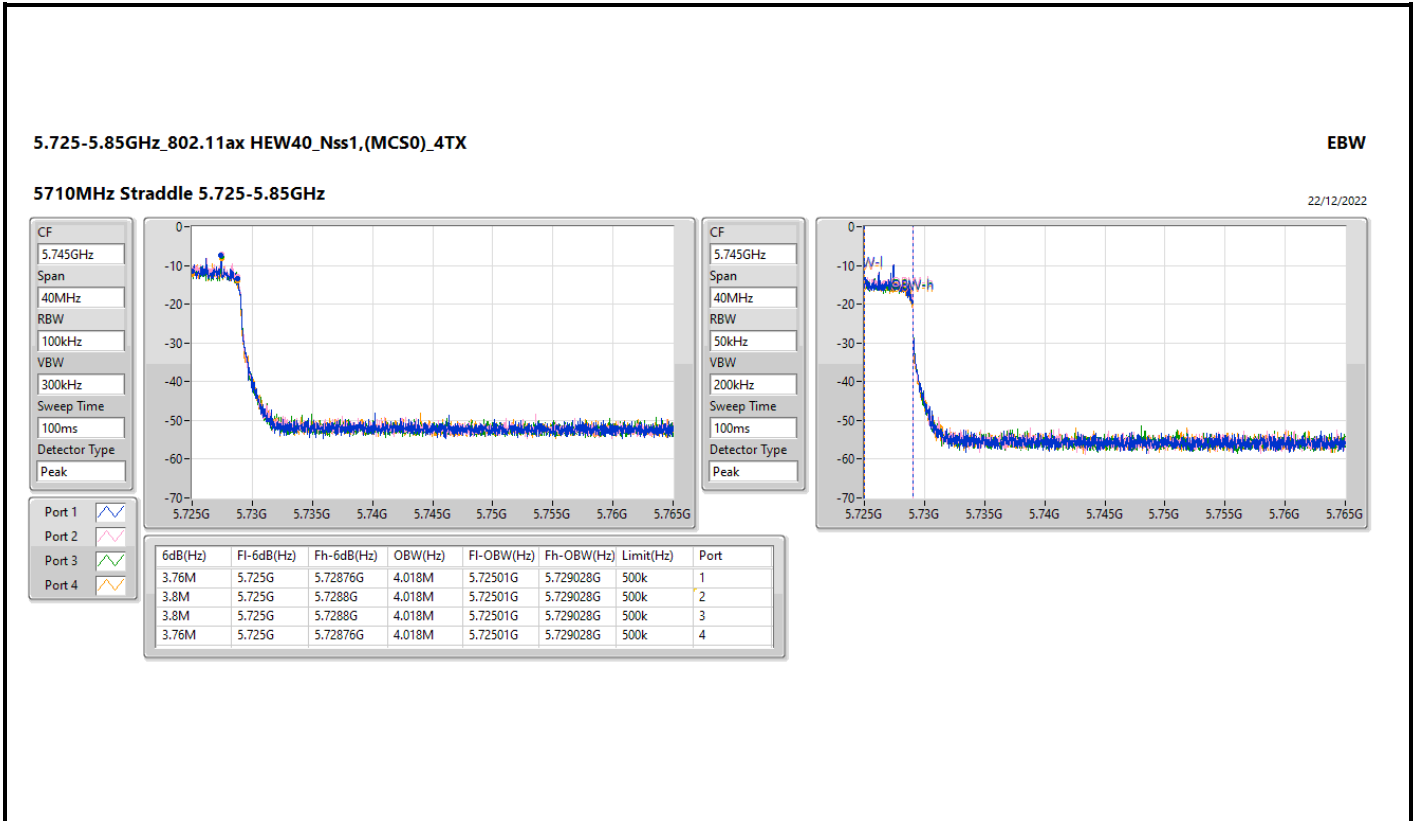 5.725-5.85GHz_802.11ax HEW40_Nss1,(MCS0)_4TX EBW
5710MHz Straddle 5.725-5.85GHz 22/12/2022
CF
5.745GHz
Span
40MHz
RBW
100kHz
VBW
300kHz
Sweep Time
100ms
Detector Type
Peak
Port 1
Port 2
Port 3
Port 4
0
-10
-20
-30
-40
-50
-60
-70
5.725G 5.73G 5.735G 5.74G 5.745G 5.75G 5.755G 5.76G 5.765G
CF
5.745GHz
Span
40MHz
RBW
50kHz
VBW
200kHz
Sweep Time
100ms
Detector Type
Peak
0
-10
-20
-30
-40
-50
-60
-70
W-l
OBW-h
5.725G 5.73G 5.735G 5.74G 5.745G 5.75G 5.755G 5.76G 5.765G
6dB(Hz) Fl-6dB(Hz) Fh-6dB(Hz) OBW(Hz) Fl-OBW(Hz) Fh-OBW(Hz) Limit(Hz) Port
3.76M 5.725G 5.72876G 4.018M 5.72501G 5.729028G 500k 1
3.8M 5.725G 5.7288G 4.018M 5.72501G 5.729028G 500k 2
3.8M 5.725G 5.7288G 4.018M 5.72501G 5.729028G 500k 3
3.76M 5.725G 5.72876G 4.018M 5.72501G 5.729028G 500k 4